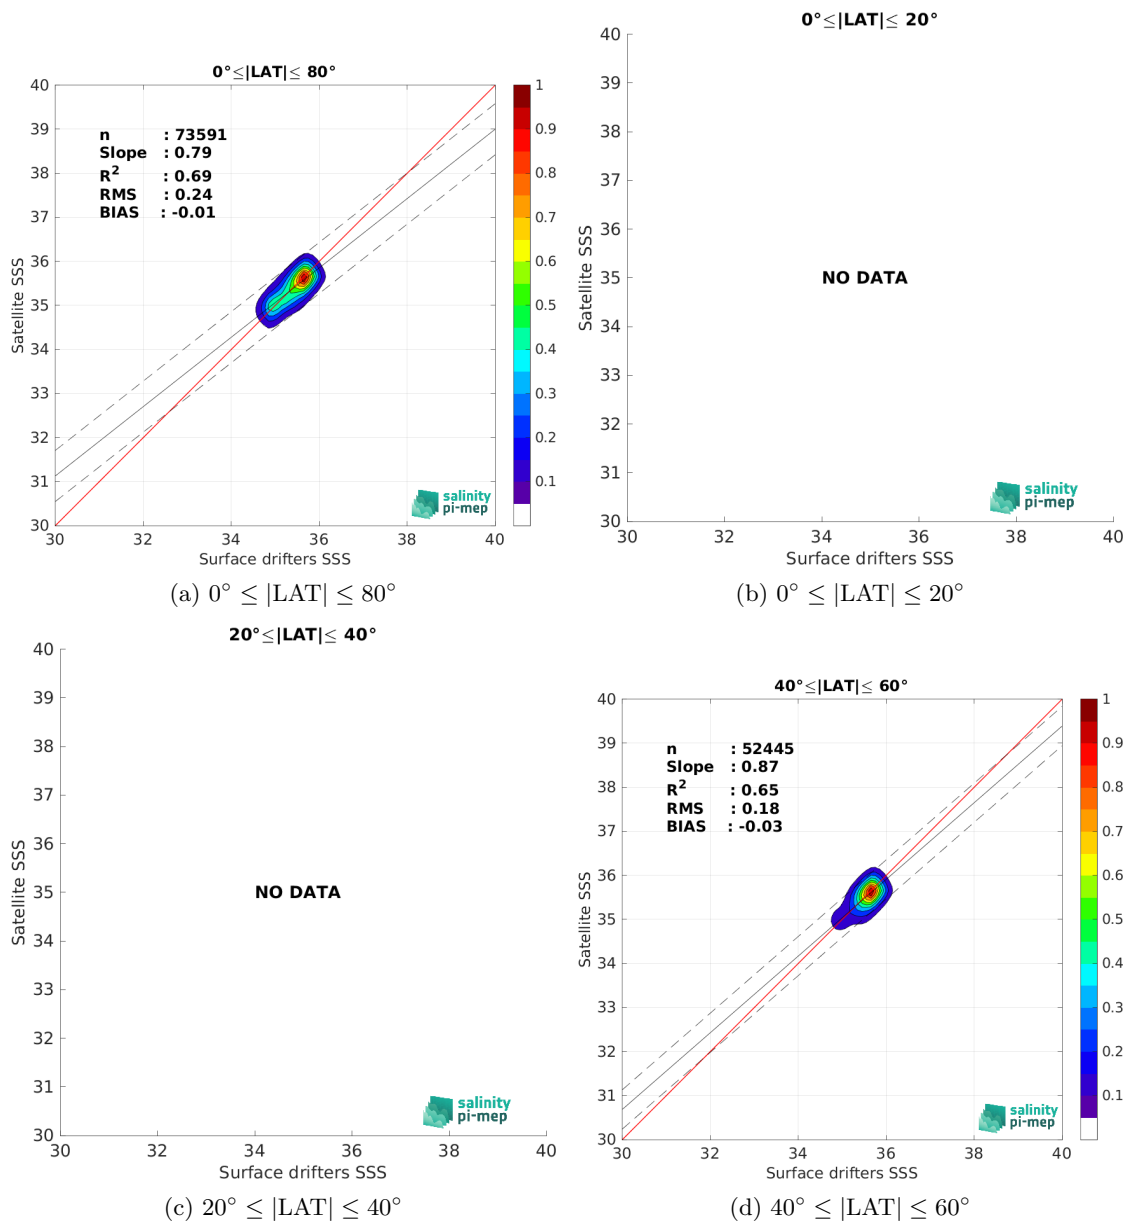 0°≤|LAT|≤ 80°
40
39
38
37
36
35
34
33
32
31
30
Satellite SSS
n : 73591
Slope : 0.79
R² : 0.69
RMS : 0.24
BIAS : -0.01
salinity
pi-mep
30 32 34 36 38 40
Surface drifters SSS
1
0.9
0.8
0.7
0.6
0.5
0.4
0.3
0.2
0.1
(a) 0° ≤ |LAT| ≤ 80°
0°≤|LAT|≤ 20°
40
39
38
37
36
35
34
33
32
31
30
Satellite SSS
NO DATA
salinity
pi-mep
30 32 34 36 38 40
Surface drifters SSS
(b) 0° ≤ |LAT| ≤ 20°
20°≤|LAT|≤ 40°
40
39
38
37
36
35
34
33
32
31
30
Satellite SSS
NO DATA
salinity
pi-mep
30 32 34 36 38 40
Surface drifters SSS
(c) 20° ≤ |LAT| ≤ 40°
40°≤|LAT|≤ 60°
40
39
38
37
36
35
34
33
32
31
30
Satellite SSS
n : 52445
Slope : 0.87
R² : 0.65
RMS : 0.18
BIAS : -0.03
salinity
pi-mep
30 32 34 36 38 40
Surface drifters SSS
1
0.9
0.8
0.7
0.6
0.5
0.4
0.3
0.2
0.1
(d) 40° ≤ |LAT| ≤ 60°